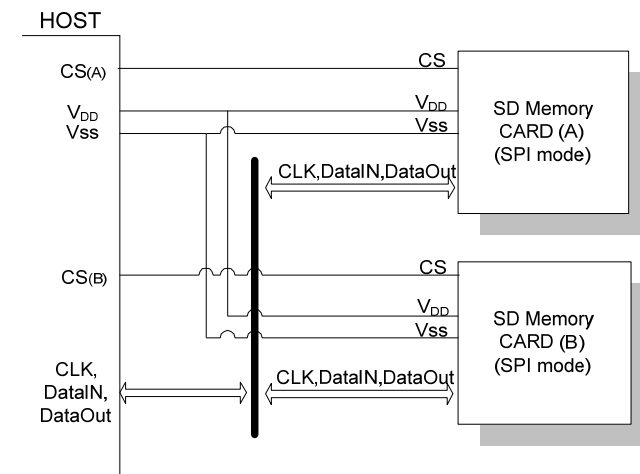 HOST
CS(A)
CS
VDD
VDD
Vss
Vss
SD Memory
CARD (A)
(SPI mode)
CLK,DataIN,DataOut
CS(B)
CS
VDD
Vss
SD Memory
CARD (B)
(SPI mode)
CLK,
DataIN,
DataOut
CLK,DataIN,DataOut